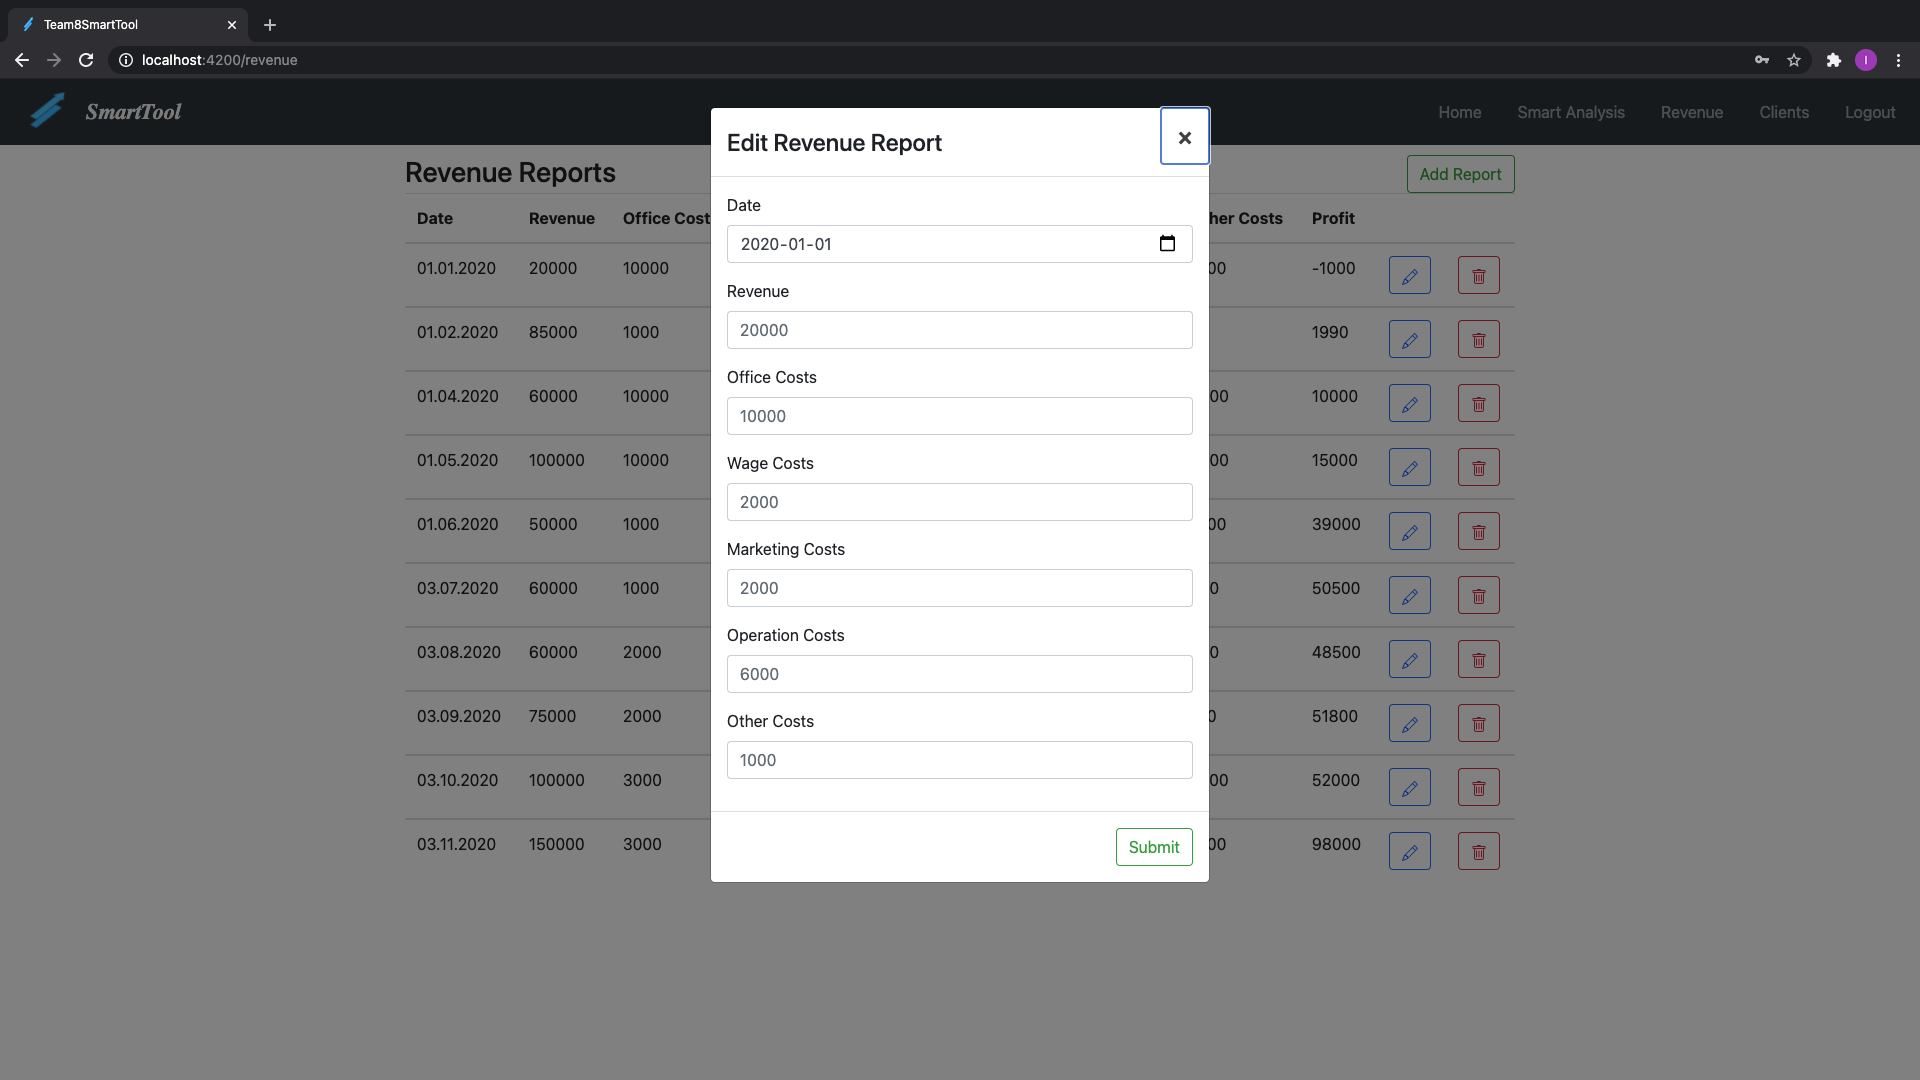 Team8SmartTool
localhost:4200/revenue
I
SmartTool
Home Smart Analysis Revenue Clients Logout
Revenue Reports
Add Report
Date Revenue Office Cost her Costs Profit
01.01.2020 20000 10000 00 -1000
01.02.2020 85000 1000 1990
01.04.2020 60000 10000 00 10000
01.05.2020 100000 10000 00 15000
01.06.2020 50000 1000 00 39000
03.07.2020 60000 1000 0 50500
03.08.2020 60000 2000 0 48500
03.09.2020 75000 2000 0 51800
03.10.2020 100000 3000 00 52000
03.11.2020 150000 3000 00 98000
Edit Revenue Report
×
Date
2020-01-01
Revenue
20000
Office Costs
10000
Wage Costs
2000
Marketing Costs
2000
Operation Costs
6000
Other Costs
1000
Submit